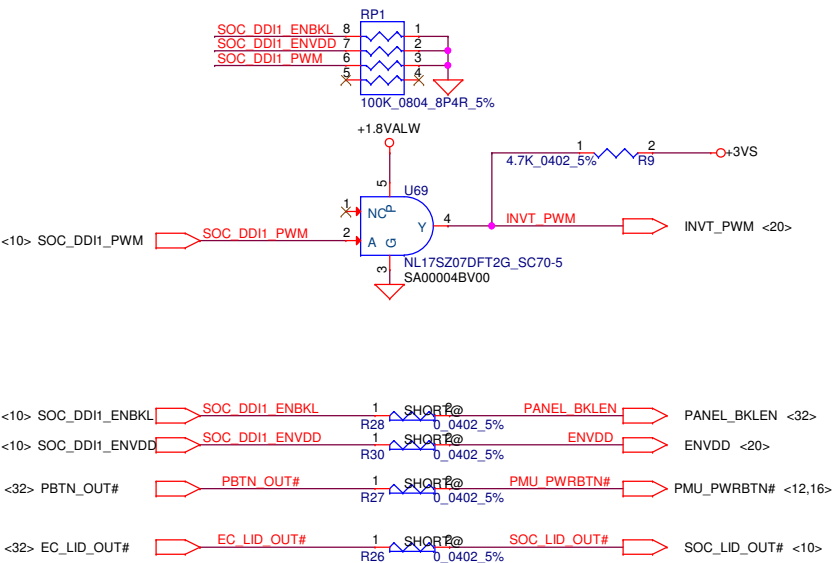 RP1
SOC_DDI1_ENBKL 8 1
SOC_DDI1_ENVDD 7 2
SOC_DDI1_PWM 6 3
5 4
100K_0804_8P4R_5%
+1.8VALW
1 2
4.7K_0402_5% R9 +3VS
5 U69
1 NC P
4 INVT_PWM
Y INVT_PWM <20>
<10> SOC_DDI1_PWM SOC_DDI1_PWM 2 A G
3 NL17SZ07DFT2G_SC70-5
SA00004BV00
<10> SOC_DDI1_ENBKL SOC_DDI1_ENBKL 1 SHORT@ 2 PANEL_BKLEN PANEL_BKLEN <32>
R28 0_0402_5%
<10> SOC_DDI1_ENVDD SOC_DDI1_ENVDD 1 SHORT@ 2 ENVDD ENVDD <20>
R30 0_0402_5%
<32> PBTN_OUT# PBTN_OUT# 1 SHORT@ 2 PMU_PWRBTN# PMU_PWRBTN# <12,16>
R27 0_0402_5%
<32> EC_LID_OUT# EC_LID_OUT# 1 SHORT@ 2 SOC_LID_OUT# SOC_LID_OUT# <10>
R26 0_0402_5%